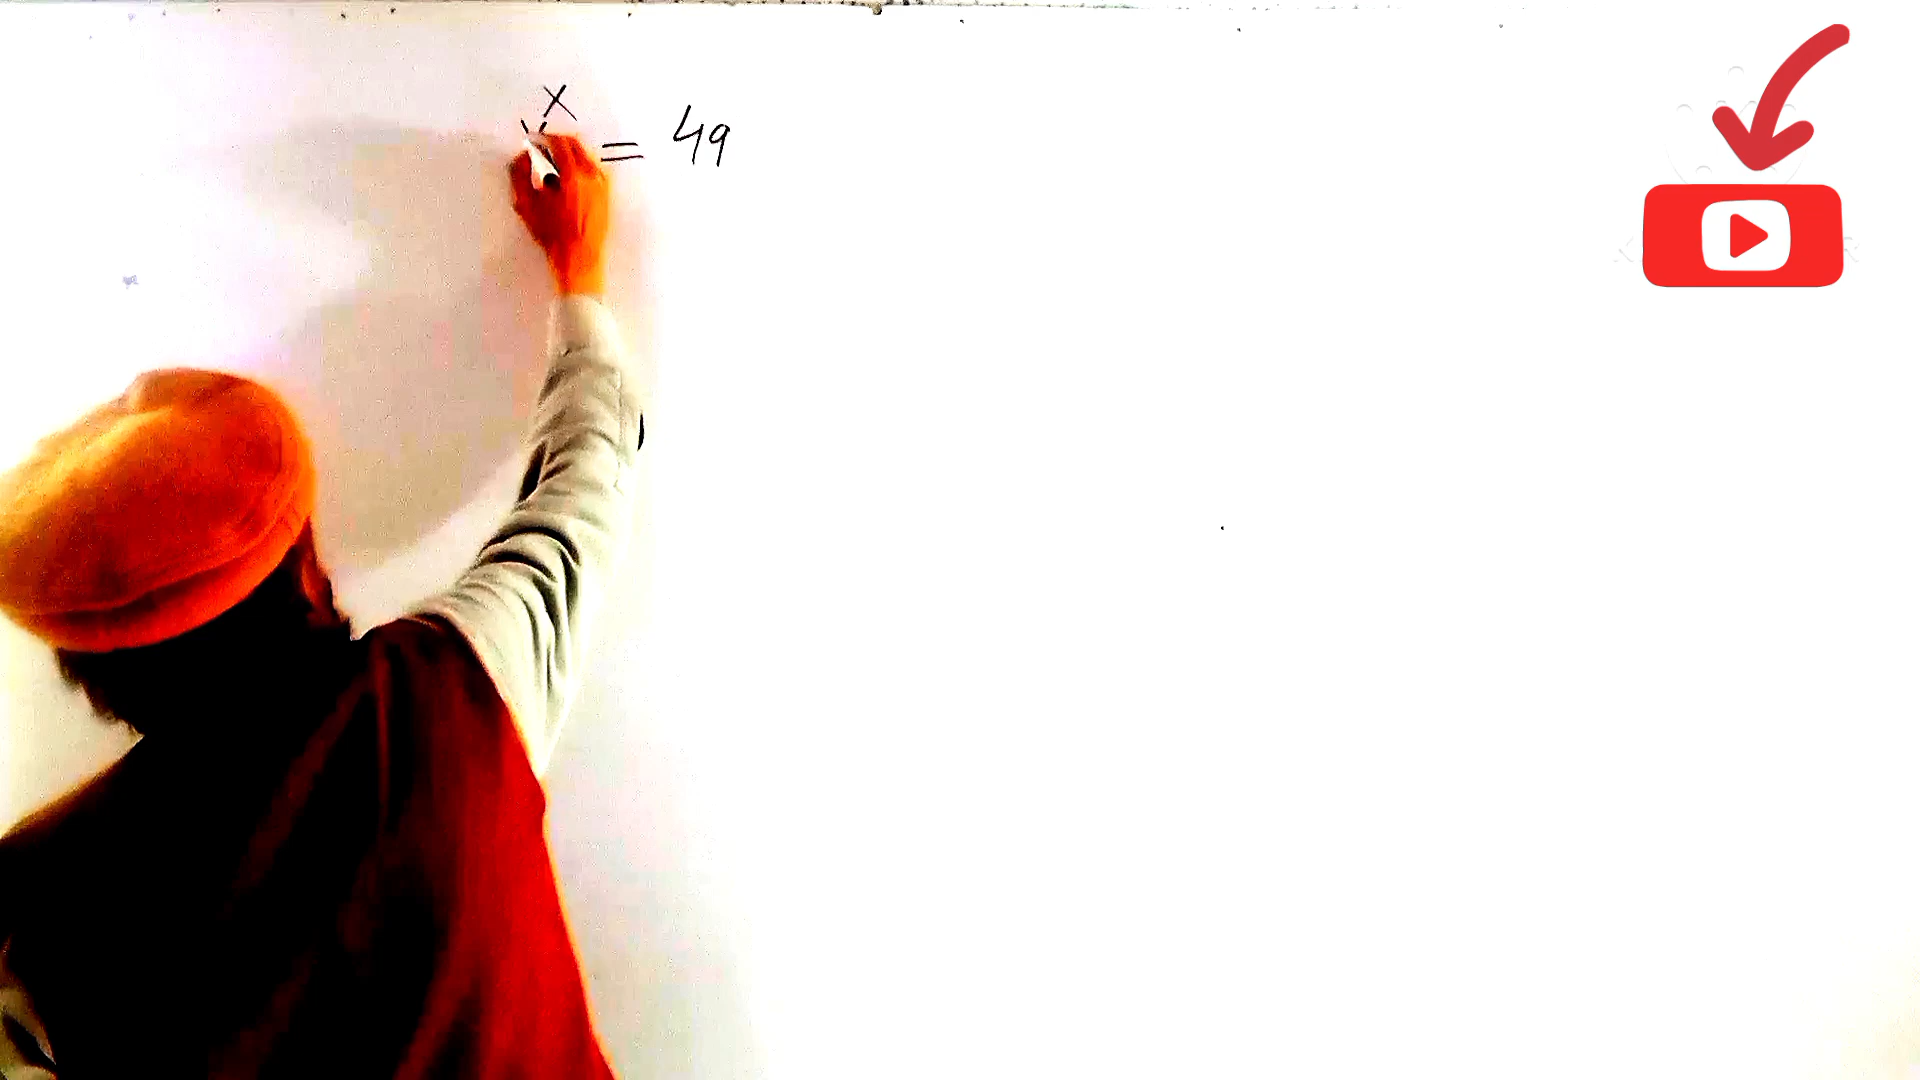 x^x = 49